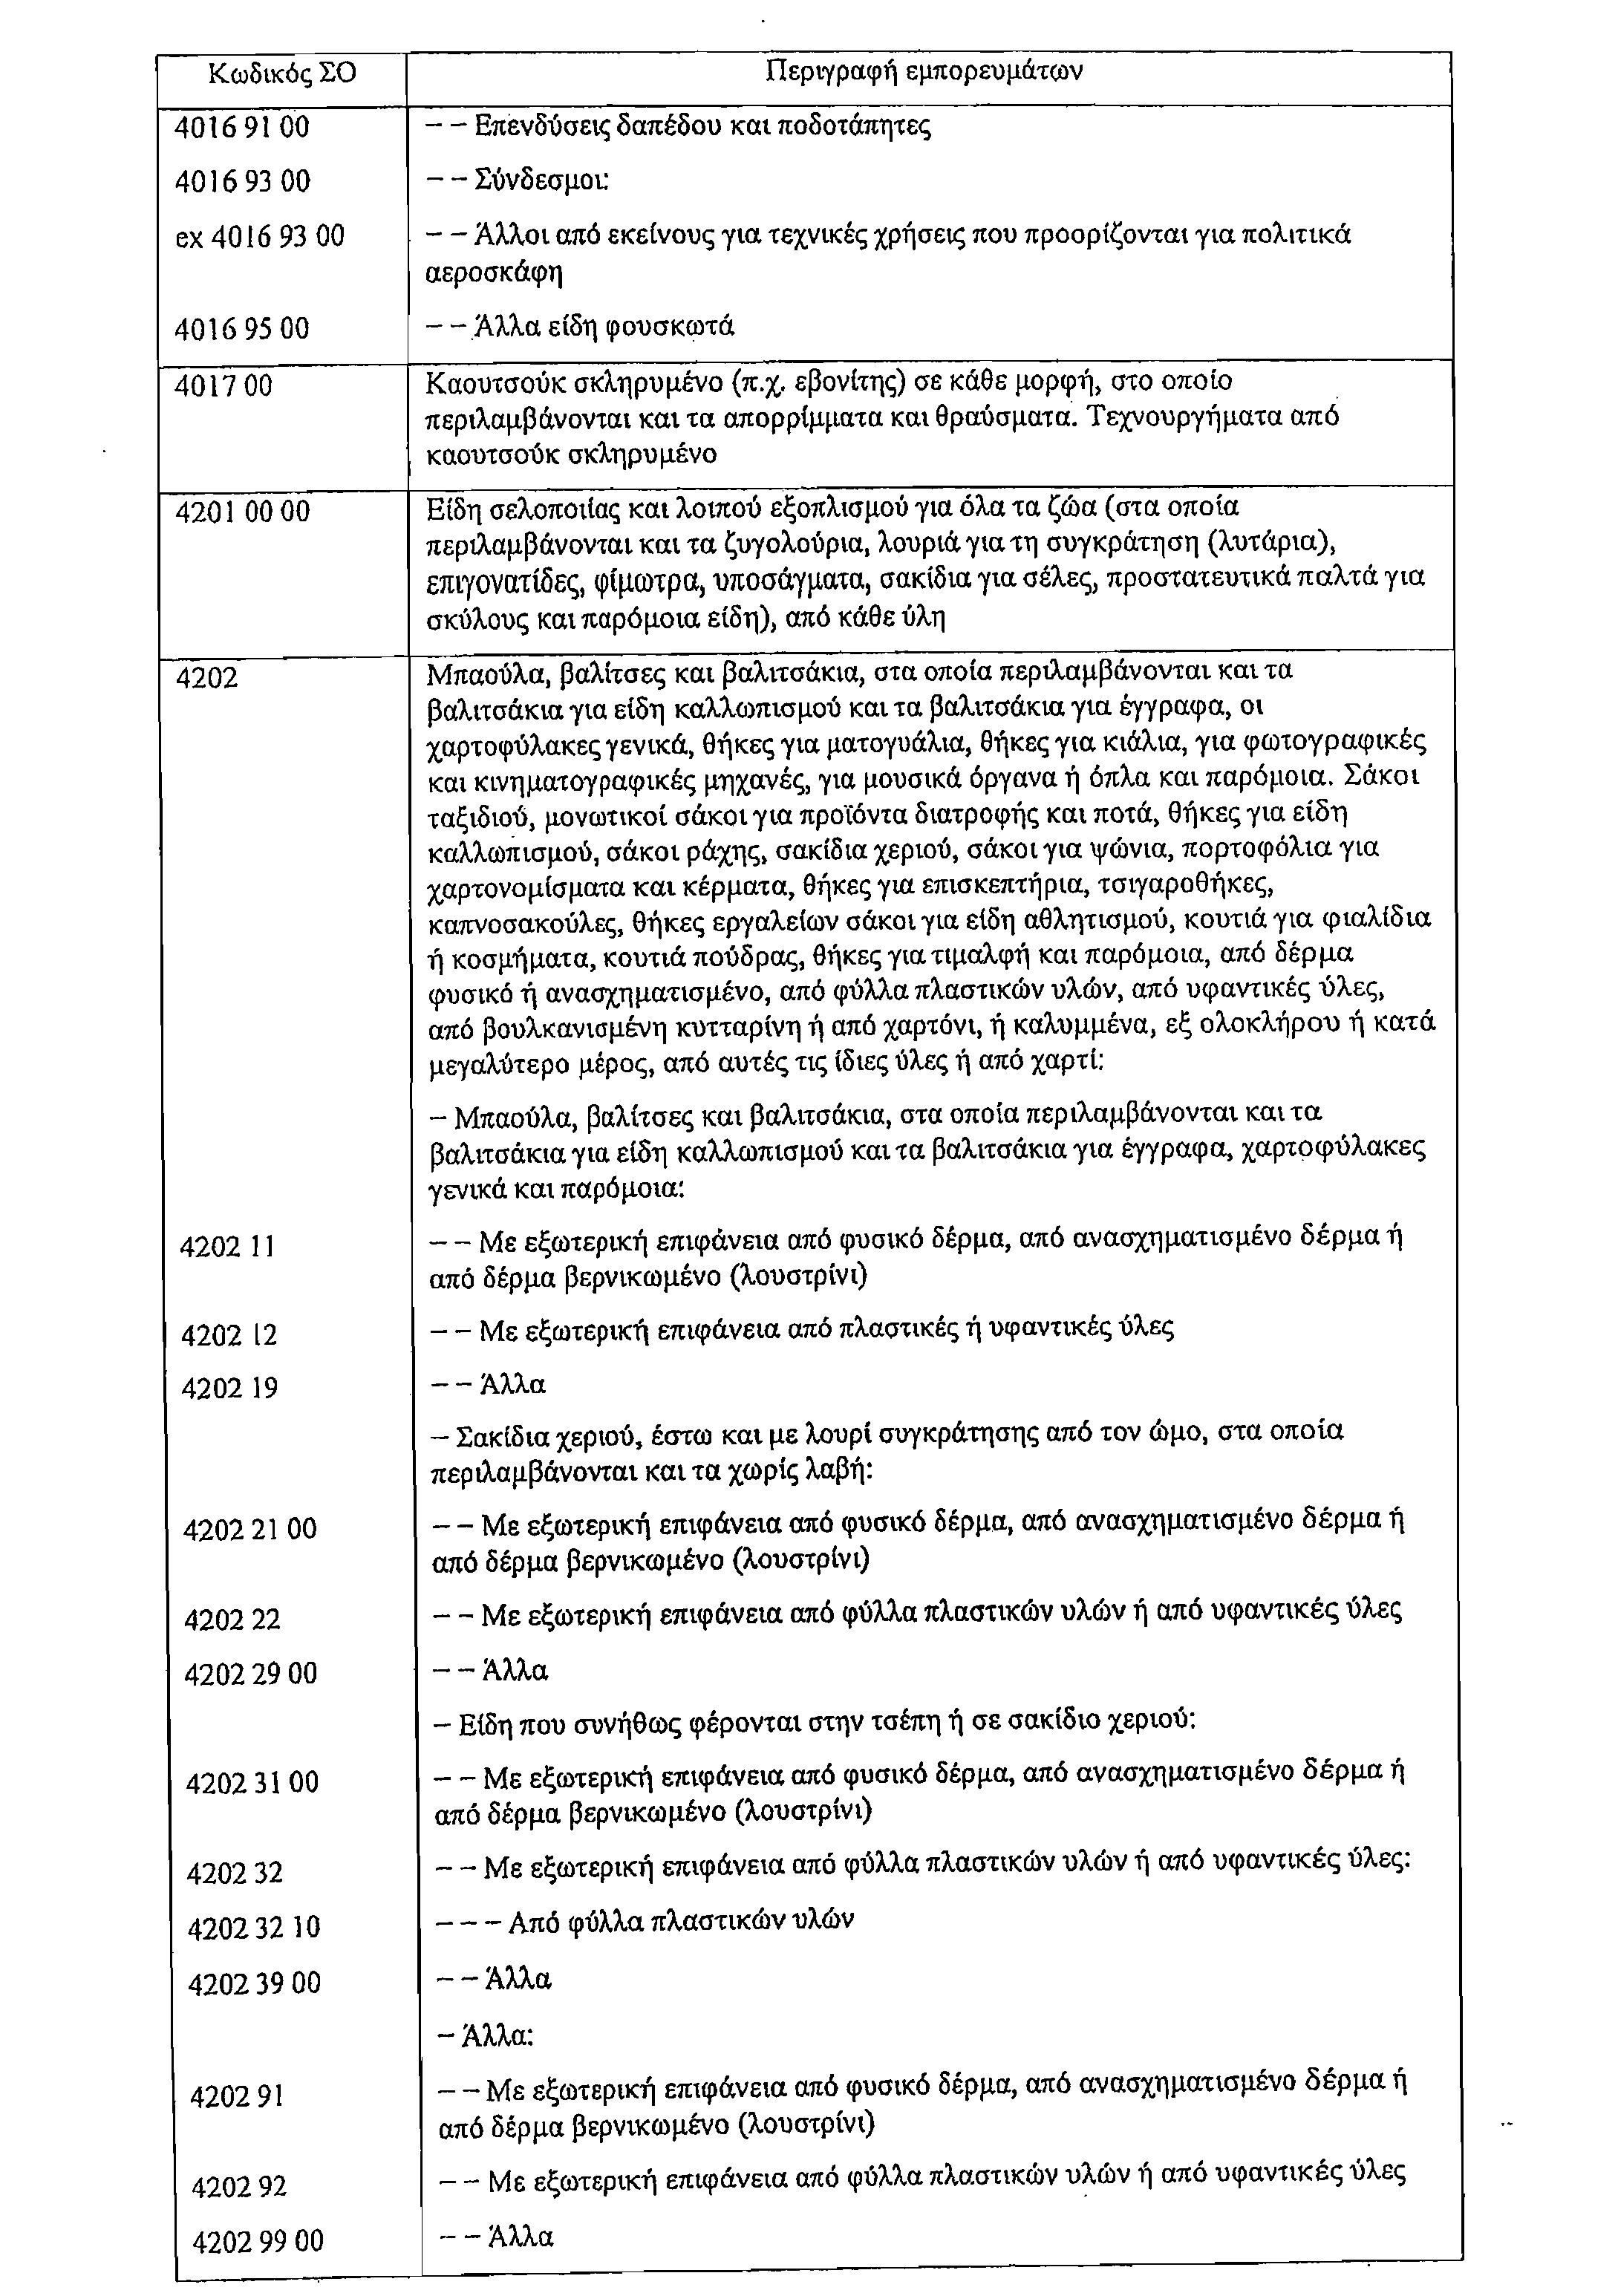 Κωδικός ΣΟ Περιγραφή εμπορευμάτων
4016 91 00 – – Επενδύσεις δαπέδου και ποδοτάπητες
4016 93 00 – – Σύνδεσμοι:
ex 4016 93 00 – – Άλλοι από εκείνους για τεχνικές χρήσεις που προορίζονται για πολιτικά
αεροσκάφη
4016 95 00 – – Άλλα είδη φουσκωτά
4017 00 Καουτσούκ σκληρυμένο (π.χ. εβονίτης) σε κάθε μορφή, στο οποίο
περιλαμβάνονται και τα απορρίμματα και θραύσματα. Τεχνουργήματα από
καουτσούκ σκληρυμένο
4201 00 00 Είδη σελοποιίας και λοιπού εξοπλισμού για όλα τα ζώα (στα οποία
περιλαμβάνονται και τα ζυγολούρια, λουριά για τη συγκράτηση (λυτάρια),
επιγονατίδες, φίμωτρα, υποσάγματα, σακίδια για σέλες, προστατευτικά παλτά για
σκύλους και παρόμοια είδη), από κάθε ύλη
4202 Μπαούλα, βαλίτσες και βαλιτσάκια, στα οποία περιλαμβάνονται και τα
βαλιτσάκια για είδη καλλωπισμού και τα βαλιτσάκια για έγγραφα, οι
χαρτοφύλακες γενικά, θήκες για ματογυάλια, θήκες για κιάλια, για φωτογραφικές
και κινηματογραφικές μηχανές, για μουσικά όργανα ή όπλα και παρόμοια. Σάκοι
ταξιδιού, μονωτικοί σάκοι για προϊόντα διατροφής και ποτά, θήκες για είδη
καλλωπισμού, σάκοι ράχης, σακίδια χεριού, σάκοι για ψώνια, πορτοφόλια για
χαρτονομίσματα και κέρματα, θήκες για επισκεπτήρια, τσιγαροθήκες,
καπνοσακούλες, θήκες εργαλείων σάκοι για είδη αθλητισμού, κουτιά για φιαλίδια
ή κοσμήματα, κουτιά πούδρας, θήκες για τιμαλφή και παρόμοια, από δέρμα
φυσικό ή ανασχηματισμένο, από φύλλα πλαστικών υλών, από υφαντικές ύλες,
από βουλκανισμένη κυτταρίνη ή από χαρτόνι, ή καλυμμένα, εξ ολοκλήρου ή κατά
μεγαλύτερο μέρος, από αυτές τις ίδιες ύλες ή από χαρτί:
– Μπαούλα, βαλίτσες και βαλιτσάκια, στα οποία περιλαμβάνονται και τα
βαλιτσάκια για είδη καλλωπισμού και τα βαλιτσάκια για έγγραφα, χαρτοφύλακες
γενικά και παρόμοια:
4202 11 – – Με εξωτερική επιφάνεια από φυσικό δέρμα, από ανασχηματισμένο δέρμα ή
από δέρμα βερνικωμένο (λουστρίνι)
4202 12 – – Με εξωτερική επιφάνεια από πλαστικές ή υφαντικές ύλες
4202 19 – – Άλλα
– Σακίδια χεριού, έστω και με λουρί συγκράτησης από τον ώμο, στα οποία
περιλαμβάνονται και τα χωρίς λαβή:
4202 21 00 – – Με εξωτερική επιφάνεια από φυσικό δέρμα, από ανασχηματισμένο δέρμα ή
από δέρμα βερνικωμένο (λουστρίνι)
4202 22 – – Με εξωτερική επιφάνεια από φύλλα πλαστικών υλών ή από υφαντικές ύλες
4202 29 00 – – Άλλα
– Είδη που συνήθως φέρονται στην τσέπη ή σε σακίδιο χεριού:
4202 31 00 – – Με εξωτερική επιφάνεια από φυσικό δέρμα, από ανασχηματισμένο δέρμα ή
από δέρμα βερνικωμένο (λουστρίνι)
4202 32 – – Με εξωτερική επιφάνεια από φύλλα πλαστικών υλών ή από υφαντικές ύλες:
4202 32 10 – – – Από φύλλα πλαστικών υλών
4202 39 00 – – Άλλα
– Άλλα:
4202 91 – – Με εξωτερική επιφάνεια από φυσικό δέρμα, από ανασχηματισμένο δέρμα ή
από δέρμα βερνικωμένο (λουστρίνι)
4202 92 – – Με εξωτερική επιφάνεια από φύλλα πλαστικών υλών ή από υφαντικές ύλες
4202 99 00 – – Άλλα